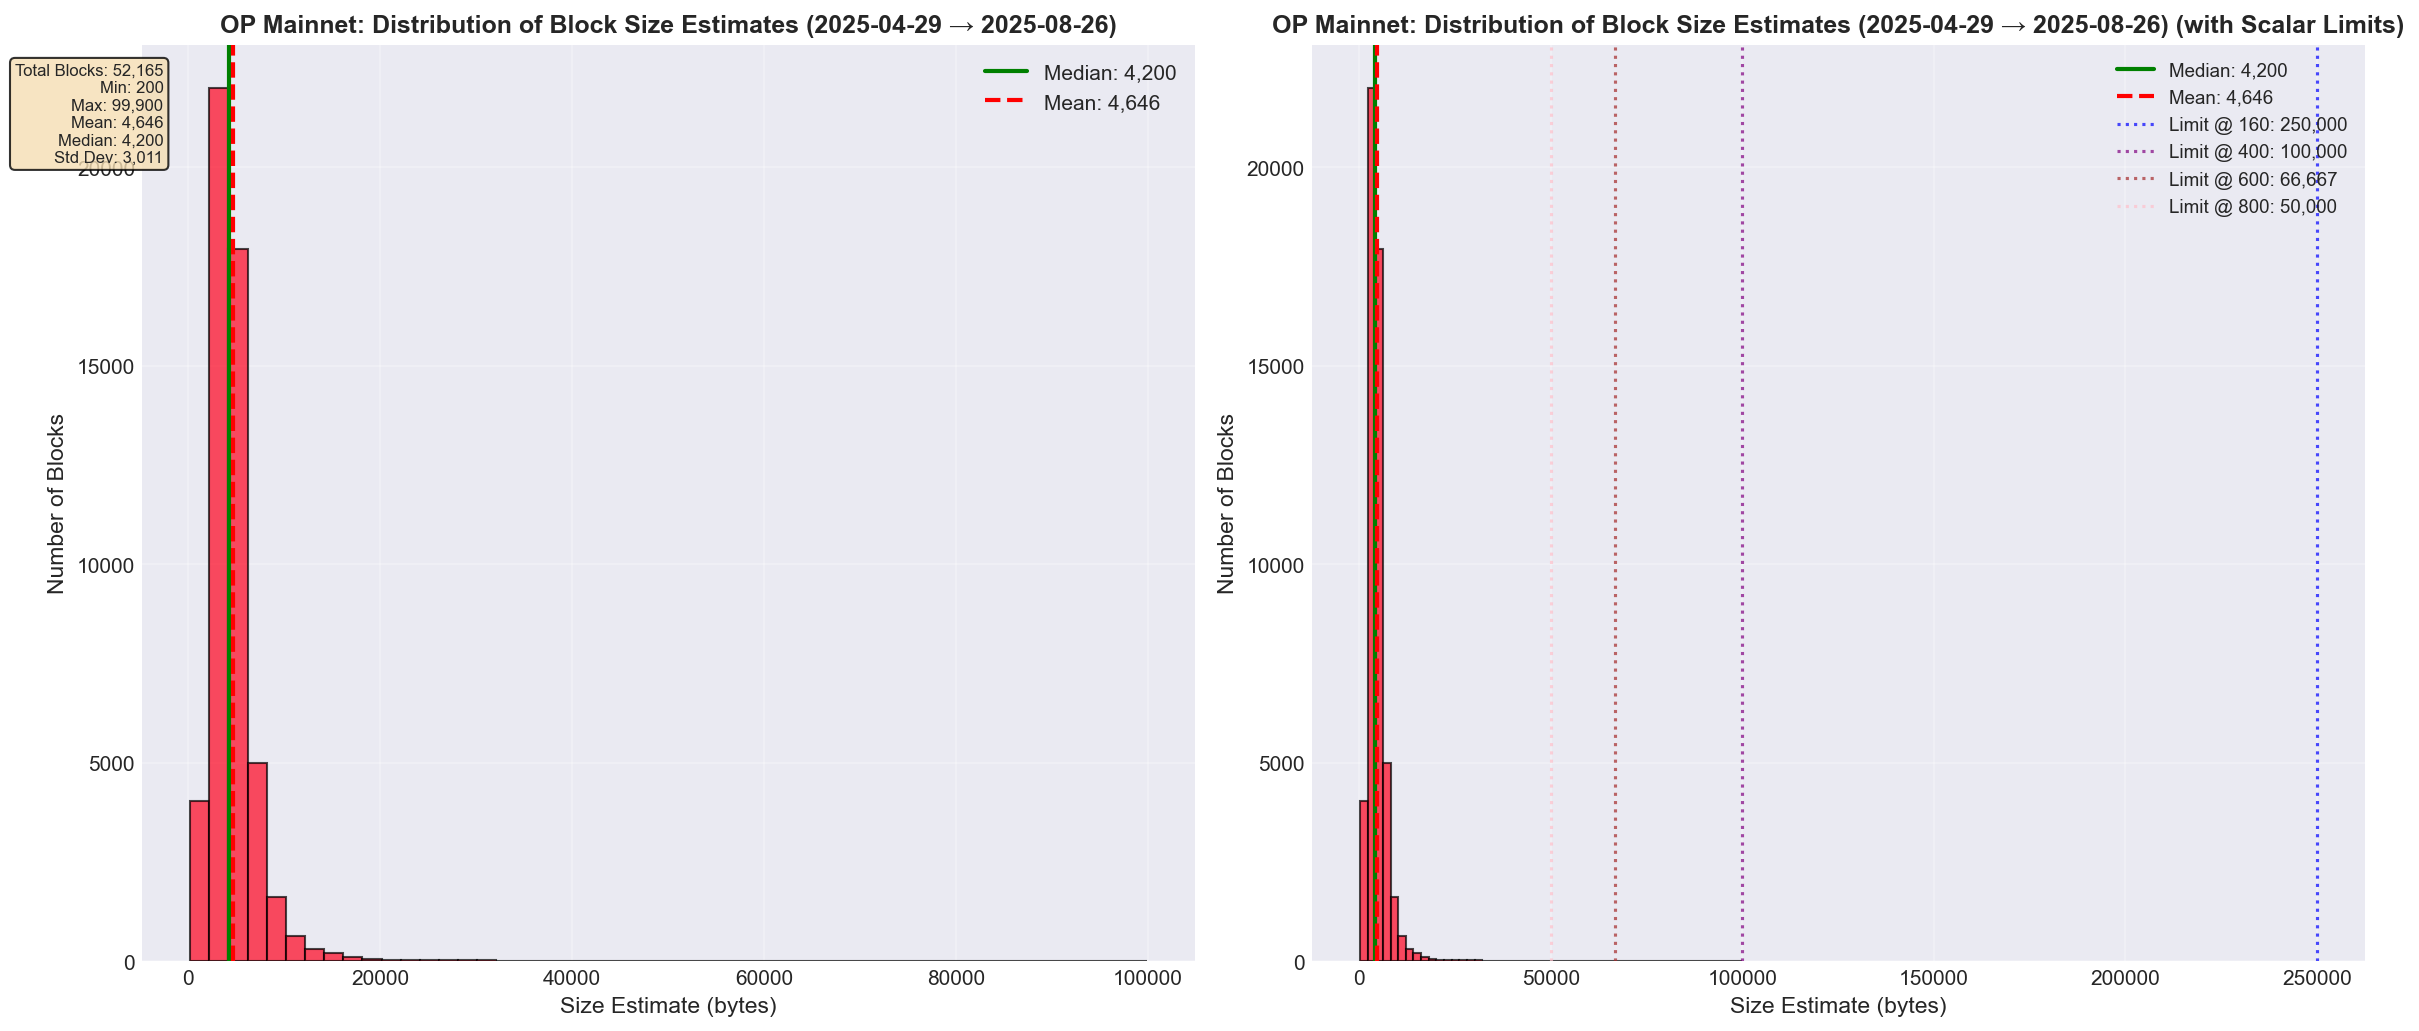 OP Mainnet: Distribution of Block Size Estimates (2025-04-29 → 2025-08-26)
Total Blocks: 52,165
Min: 200
Max: 99,900
Mean: 4,646
Median: 4,200
Std Dev: 3,011
Median: 4,200
Mean: 4,646
20000
15000
10000
5000
0
Number of Blocks
0 20000 40000 60000 80000 100000
Size Estimate (bytes)
OP Mainnet: Distribution of Block Size Estimates (2025-04-29 → 2025-08-26) (with Scalar Limits)
Median: 4,200
Mean: 4,646
Limit @ 160: 250,000
Limit @ 400: 100,000
Limit @ 600: 66,667
Limit @ 800: 50,000
20000
15000
10000
5000
0
Number of Blocks
0 50000 100000 150000 200000 250000
Size Estimate (bytes)